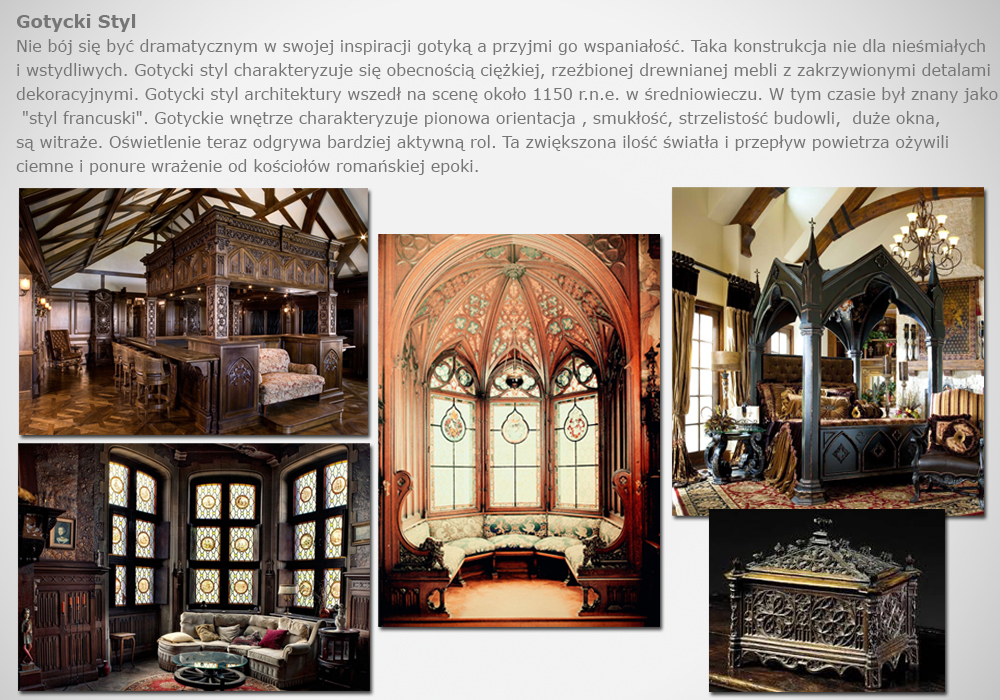 Gotycki Styl
Nie bój się być dramatycznym w swojej inspiracji gotyką a przyjmi go wspaniałość. Taka konstrukcja nie dla nieśmiałych
i wstydliwych. Gotycki styl charakteryzuje się obecnością ciężkiej, rzeźbionej drewnianej mebli z zakrzywionymi detalami
dekoracyjnymi. Gotycki styl architektury wszedł na scenę około 1150 r.n.e. w średniowieczu. W tym czasie był znany jako
"styl francuski". Gotyckie wnętrze charakteryzuje pionowa orientacja , smukłość, strzelistość budowli,  duże okna,
są witraże. Oświetlenie teraz odgrywa bardziej aktywną rol. Ta zwiększona ilość światła i przepływ powietrza ożywili
ciemne i ponure wrażenie od kościołów romańskiej epoki.